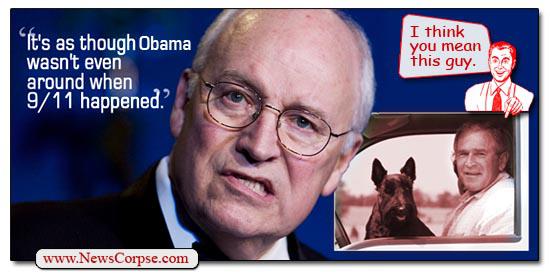 “It's as though Obama
wasn't even
around when
9/11 happened.”
I think
you mean
this guy.
www.NewsCorpse.com